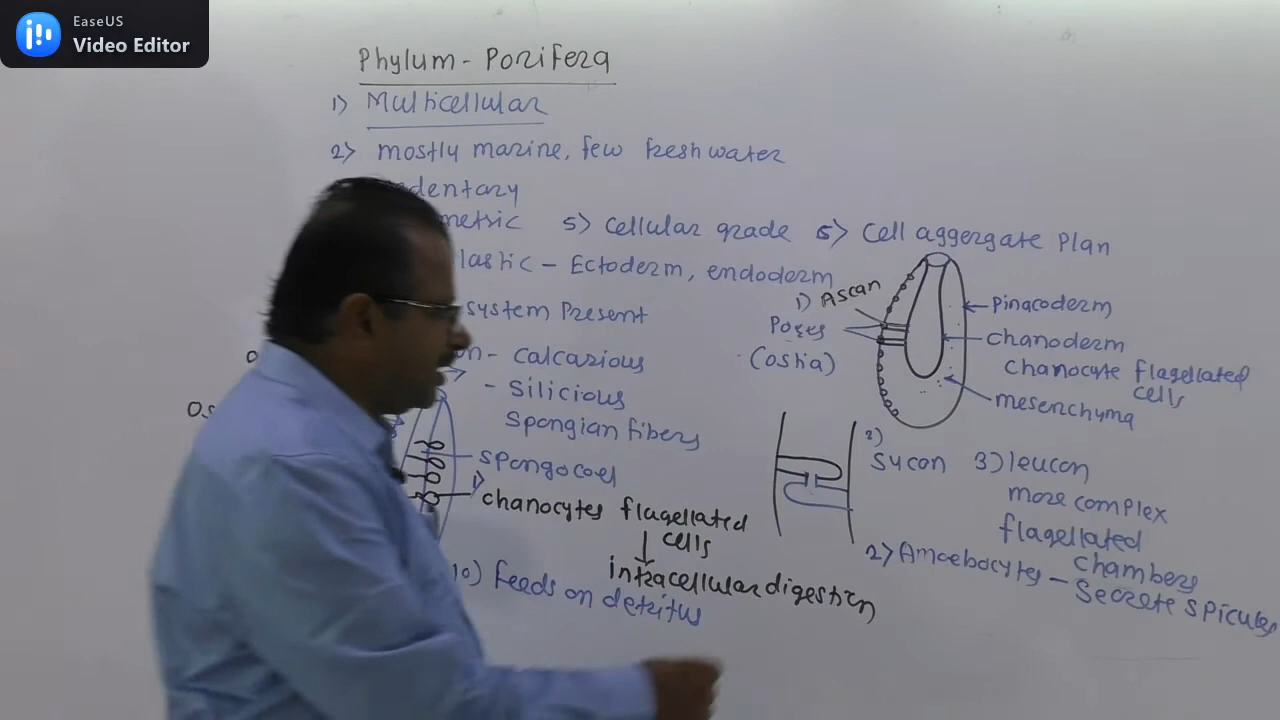 EaseUS
Video Editor
Phylum - Porifera
1) Multicellular
2) mostly marine, few freshwater
dentary
metric 5) Cellular grade 5) Cell aggergate Plan
lastic - Ectoderm, endoderm
system Present
on - Calcarious
- Silicious
Spongian fibers
spongocoel
1) chanocytes flagellated
cells
intracellular digestion
10) feeds on detritus
1) Ascan
Pores
(ostia)
Pinacoderm
chanoderm
chanocyte flagellated
cells
mesenchyma
2)
Sycon 3) leucon
more complex
flagellated
chambers
2) Amoebocytes - Secrete spicules